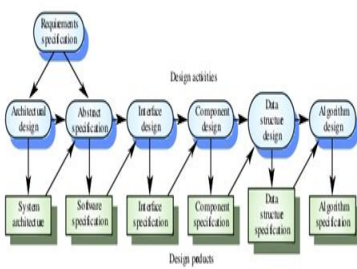 Requirements
specification
Design activities
Architectural
design
Abstract
specification
Interface
design
Component
design
Data
structure
design
Algorithm
design
System
architecture
Software
specification
Interface
specification
Component
specification
Data
structure
specification
Algorithm
specification
Design products